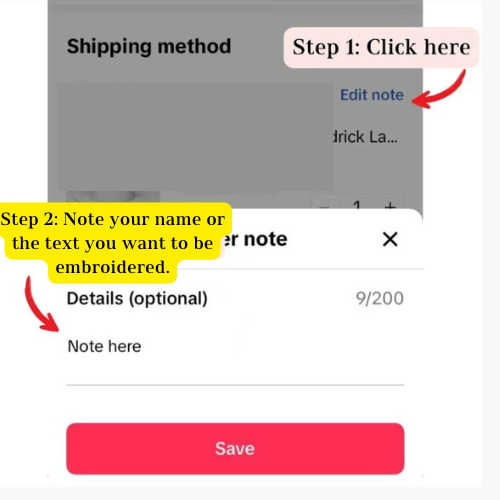 Shipping method
Step 1: Click here
Edit note
drick La...
1 +
Step 2: Note your name or
the text you want to be
embroidered.
er note
Details (optional) 9/200
Note here
Save